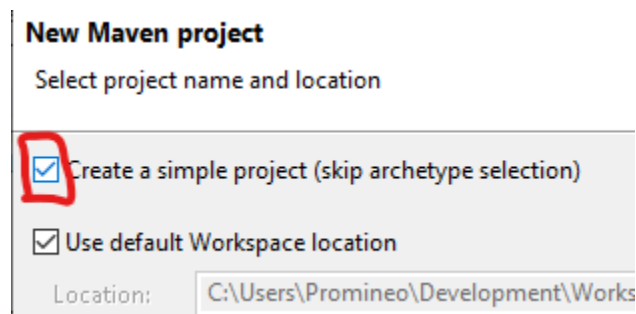 New Maven project
Select project name and location
Create a simple project (skip archetype selection)
Use default Workspace location
Location: C:\Users\Promineo\Development\Works